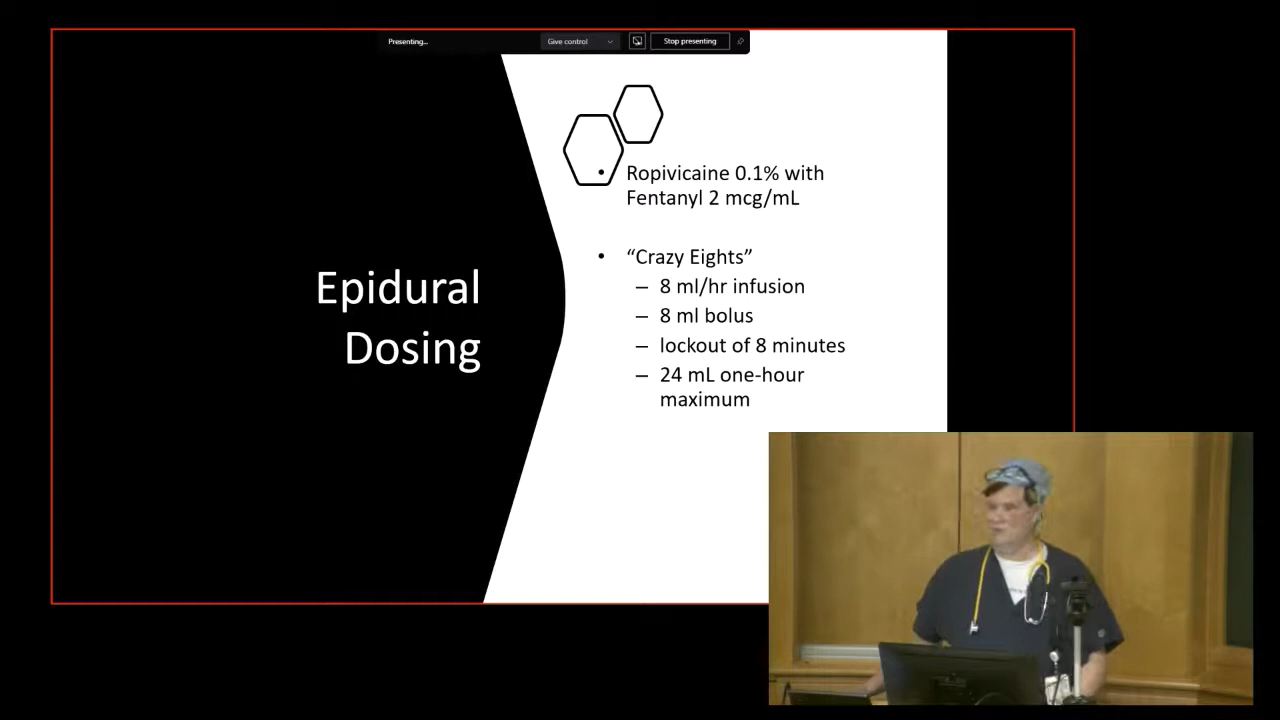 Presenting...
Give control
Stop presenting
• Ropivicaine 0.1% with
Fentanyl 2 mcg/mL
• “Crazy Eights”
– 8 ml/hr infusion
– 8 ml bolus
– lockout of 8 minutes
– 24 mL one-hour
maximum
Epidural
Dosing